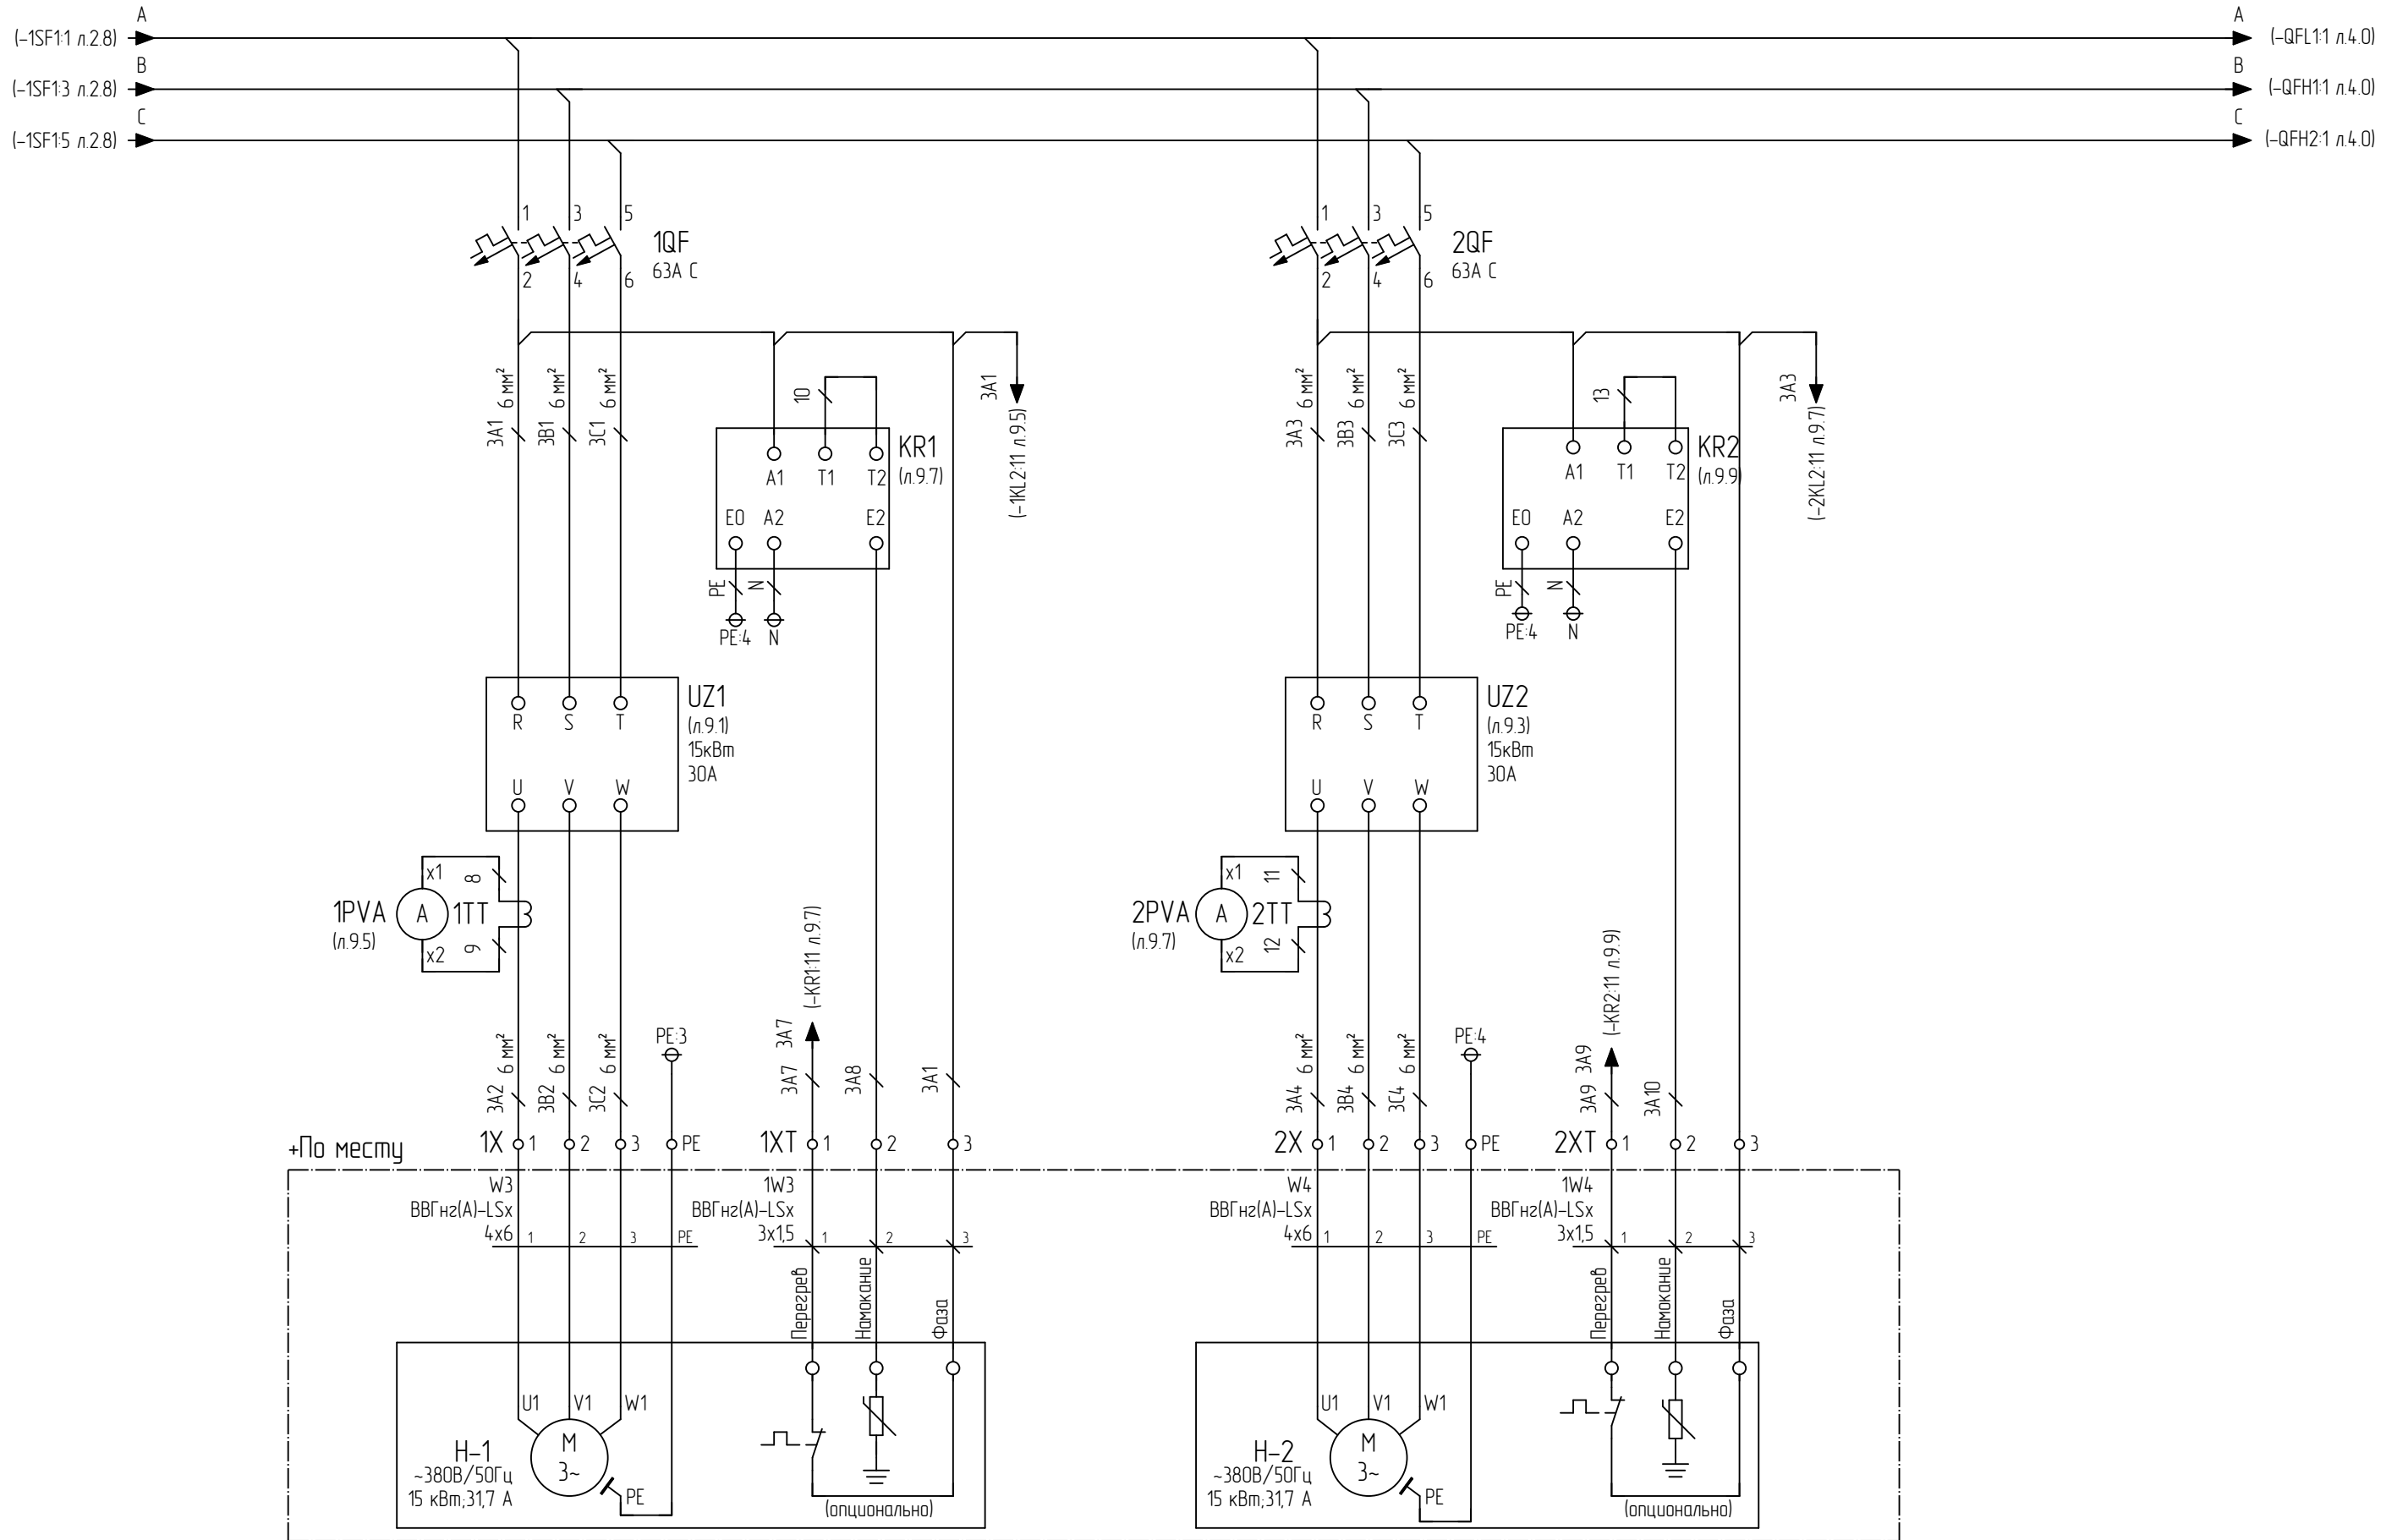 A
A
(-1SF1:1 л.2.8)
(-QFL1:1 л.4.0)
B
B
(-1SF1:3 л.2.8)
(-QFH1:1 л.4.0)
C
C
(-1SF1:5 л.2.8)
(-QFH2:1 л.4.0)
1 3 5
2 4 6
1QF
63А С
1 3 5
2 4 6
2QF
63А С
3A1 6 мм²
3B1 6 мм²
3C1 6 мм²
10
3A1
(-1KL2:11 л.9.5)
KR1
(л.9.7)
A1 T1 T2
E0 A2 E2
PE N
PE:4 N
3A3 6 мм²
3B3 6 мм²
3C3 6 мм²
13
3A3
(-2KL2:11 л.9.7)
KR2
(л.9.9)
A1 T1 T2
E0 A2 E2
PE N
PE:4 N
UZ1
(л.9.1)
15кВт
30А
R S T
U V W
UZ2
(л.9.3)
15кВт
30А
R S T
U V W
1PVA
(л.9.5)
A
x1
x2
8
9
1TT
2PVA
(л.9.7)
A
x1
x2
11
12
2TT
3A2 6 мм²
3B2 6 мм²
3C2 6 мм²
PE:3
3A7
3A7
(-KR1:11 л.9.7)
3A8
3A1
3A4 6 мм²
3B4 6 мм²
3C4 6 мм²
PE:4
3A9
3A9
(-KR2:11 л.9.9)
3A10
+По месту
1X 1 2 3 PE
1XT 1 2 3
2X 1 2 3 PE
2XT 1 2 3
W3
ВВГнг(А)-LSх
4х6
1 2 3 PE
1W3
ВВГнг(А)-LSх
3х1,5
1 2 3
W4
ВВГнг(А)-LSх
4х6
1 2 3 PE
1W4
ВВГнг(А)-LSх
3х1,5
1 2 3
Перегрев
Намокание
Фаза
Перегрев
Намокание
Фаза
U1 V1 W1
M
3~
PE
Н-1
~380В/50Гц
15 кВт;31,7 А
(опционально)
U1 V1 W1
M
3~
PE
Н-2
~380В/50Гц
15 кВт;31,7 А
(опционально)